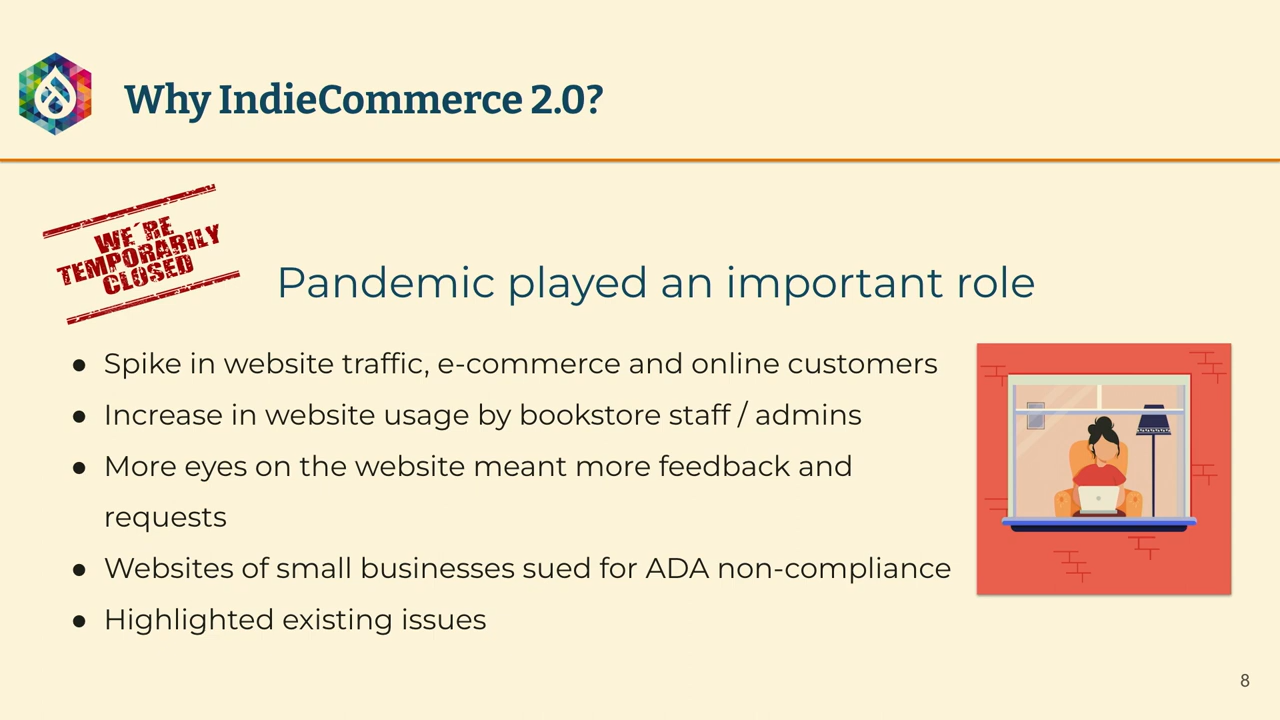 Why IndieCommerce 2.0?
WE´RE
TEMPORARILY
CLOSED
Pandemic played an important role
● Spike in website traffic, e-commerce and online customers
● Increase in website usage by bookstore staff / admins
● More eyes on the website meant more feedback and
requests
● Websites of small businesses sued for ADA non-compliance
● Highlighted existing issues
8